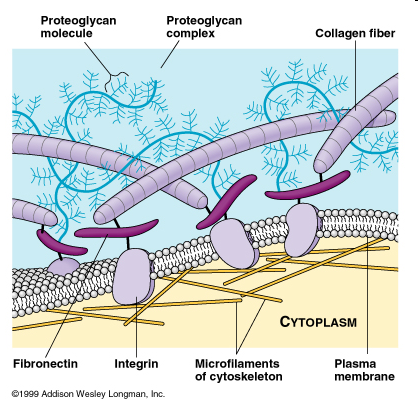 Proteoglycan
molecule
Proteoglycan
complex
Collagen fiber
CYTOPLASM
Fibronectin
Integrin
Microfilaments
of cytoskeleton
Plasma
membrane
©1999 Addison Wesley Longman, Inc.